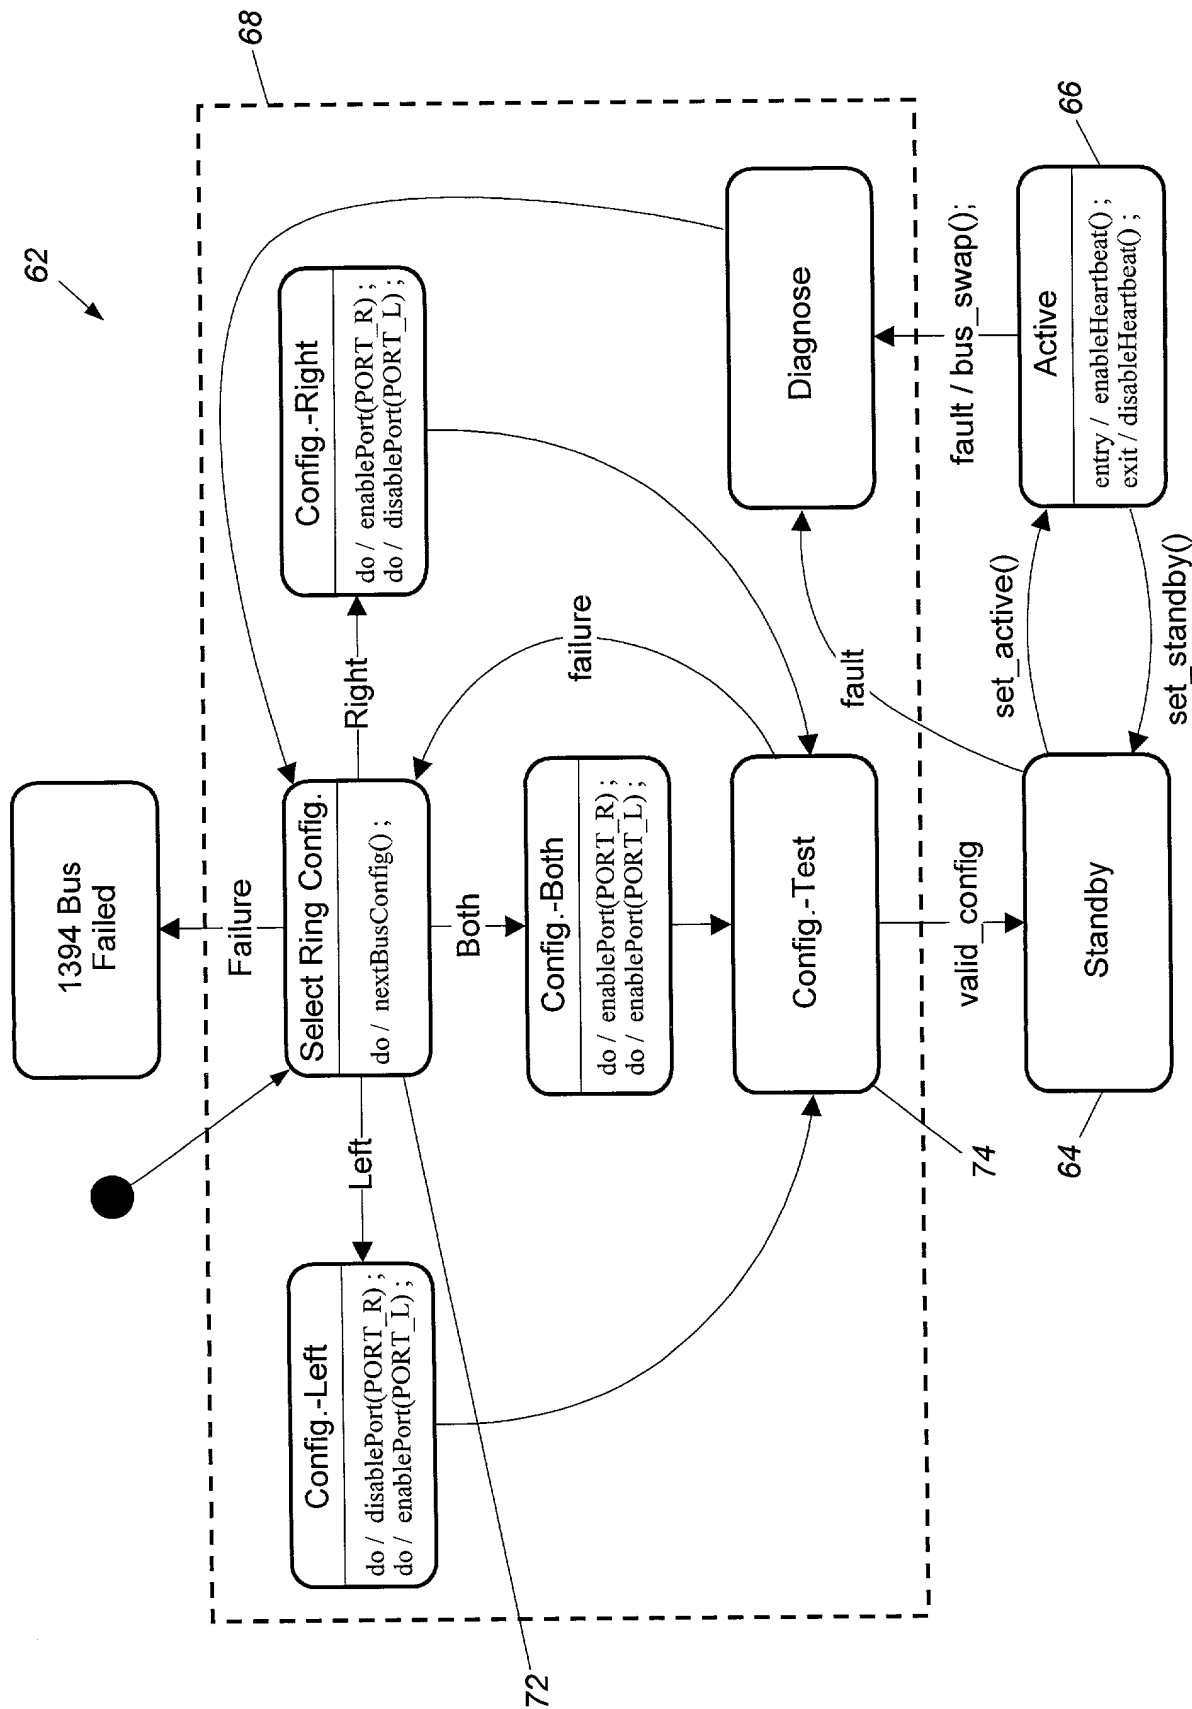 62
68
1394 Bus
Failed
Failure
Select Ring Config.
do / nextBusConfig() ;
Left
Right
Both
Config.-Left
do / disablePort(PORT_R) ;
do / enablePort(PORT_L) ;
Config.-Right
do / enablePort(PORT_R) ;
do / disablePort(PORT_L) ;
Config.-Both
do / enablePort(PORT_R) ;
do / enablePort(PORT_L) ;
failure
72
Config.-Test
Diagnose
74
valid_config
fault
fault / bus_swap();
Standby
64
set_active()
set_standby()
Active
entry / enableHeartbeat() ;
exit / disableHeartbeat() ;
66